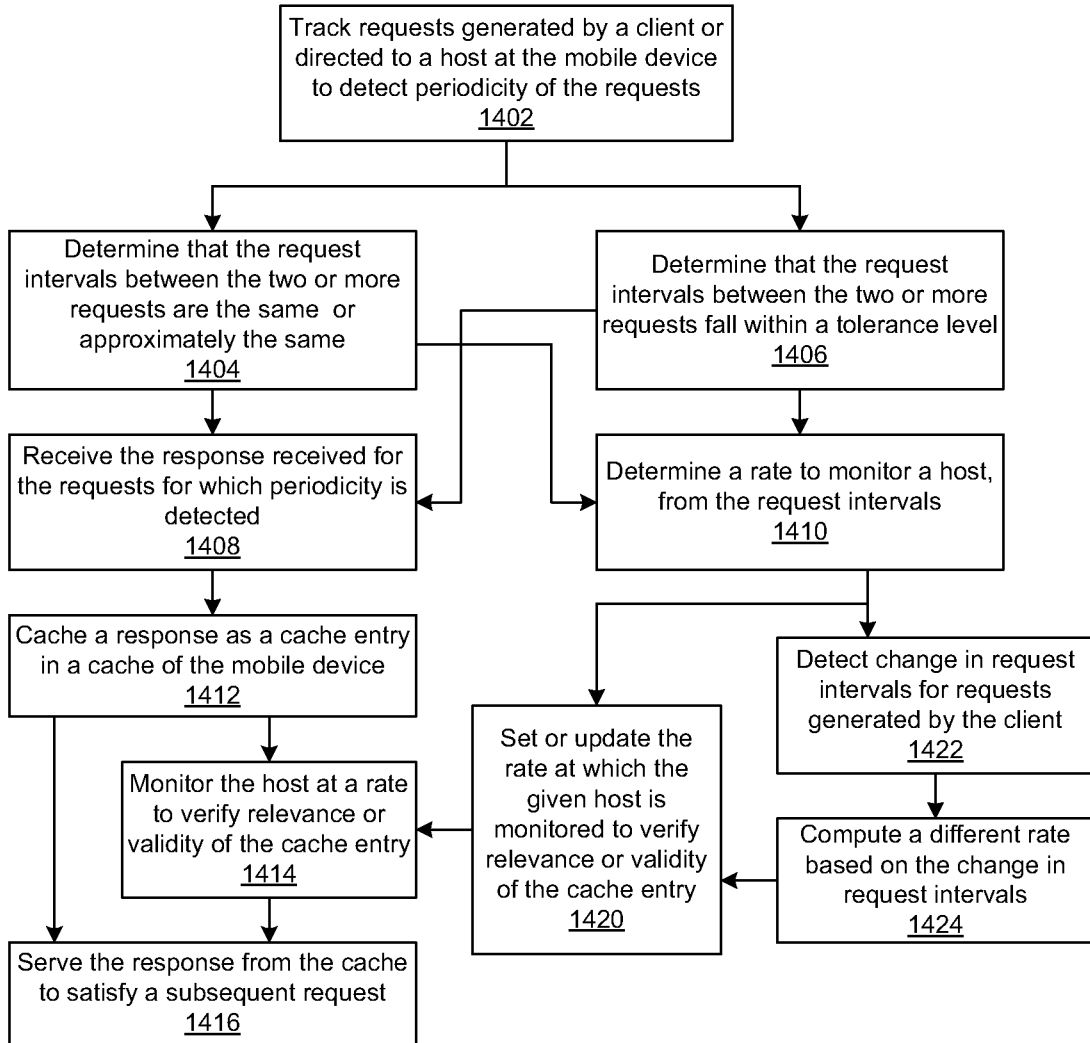 Track requests generated by a client or
directed to a host at the mobile device
to detect periodicity of the requests
1402
Determine that the request
intervals between the two or more
requests are the same or
approximately the same
1404
Determine that the request
intervals between the two or more
requests fall within a tolerance level
1406
Receive the response received for
the requests for which periodicity is
detected
1408
Determine a rate to monitor a host,
from the request intervals
1410
Cache a response as a cache entry
in a cache of the mobile device
1412
Detect change in request
intervals for requests
generated by the client
1422
Set or update the
rate at which the
given host is
monitored to verify
relevance or validity
of the cache entry
1420
Monitor the host at a rate
to verify relevance or
validity of the cache entry
1414
Compute a different rate
based on the change in
request intervals
1424
Serve the response from the cache
to satisfy a subsequent request
1416